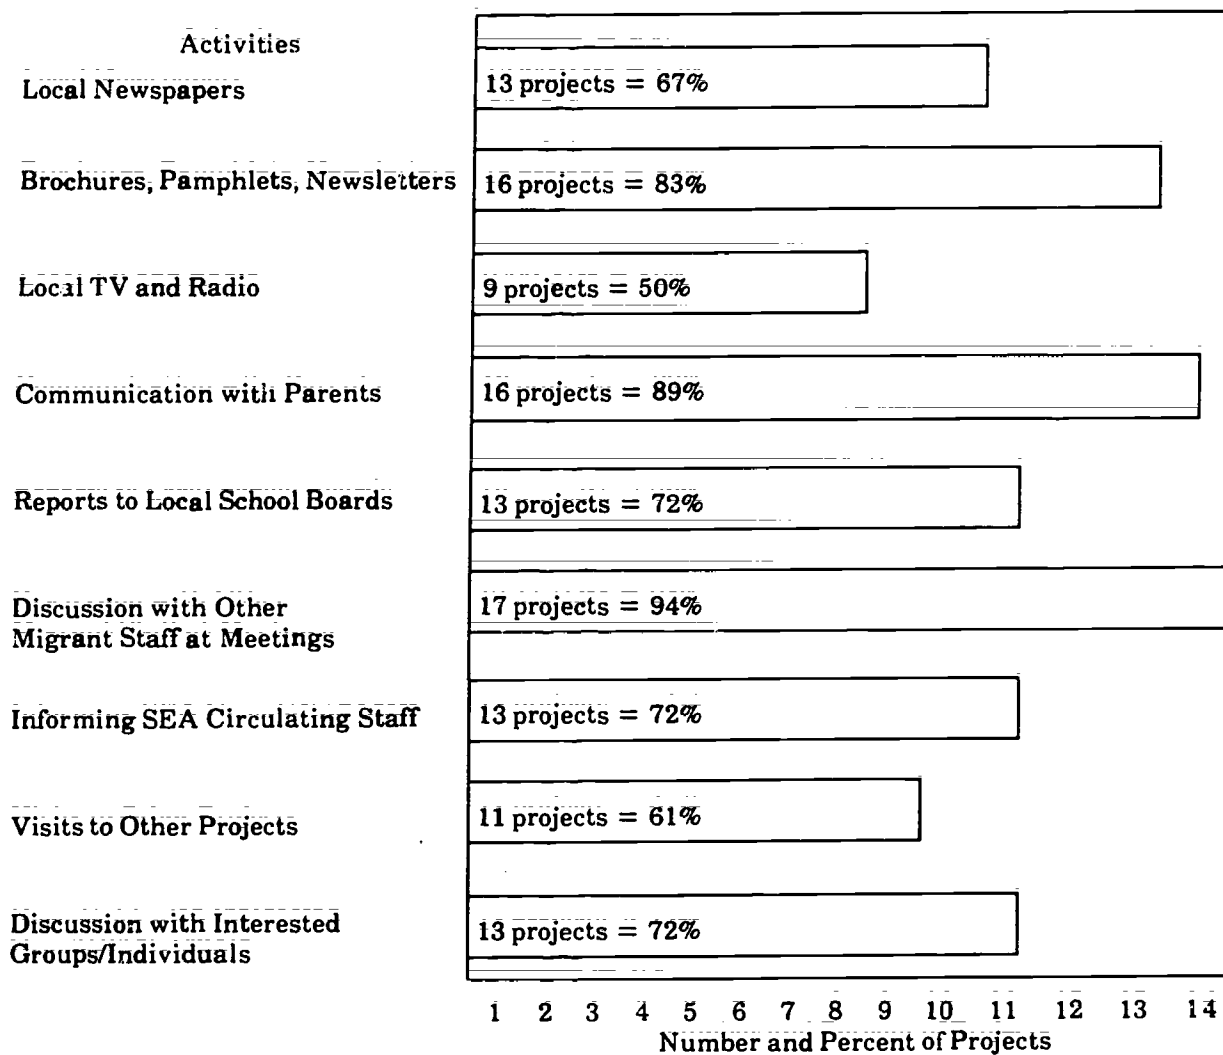 Activities
Local Newspapers
13 projects = 67%
Brochures, Pamphlets, Newsletters
16 projects = 83%
Local TV and Radio
9 projects = 50%
Communication with Parents
16 projects = 89%
Reports to Local School Boards
13 projects = 72%
Discussion with Other
Migrant Staff at Meetings
17 projects = 94%
Informing SEA Circulating Staff
13 projects = 72%
Visits to Other Projects
11 projects = 61%
Discussion with Interested
Groups/Individuals
13 projects = 72%
1 2 3 4 5 6 7 8 9 10 11 12 13 14
Number and Percent of Projects